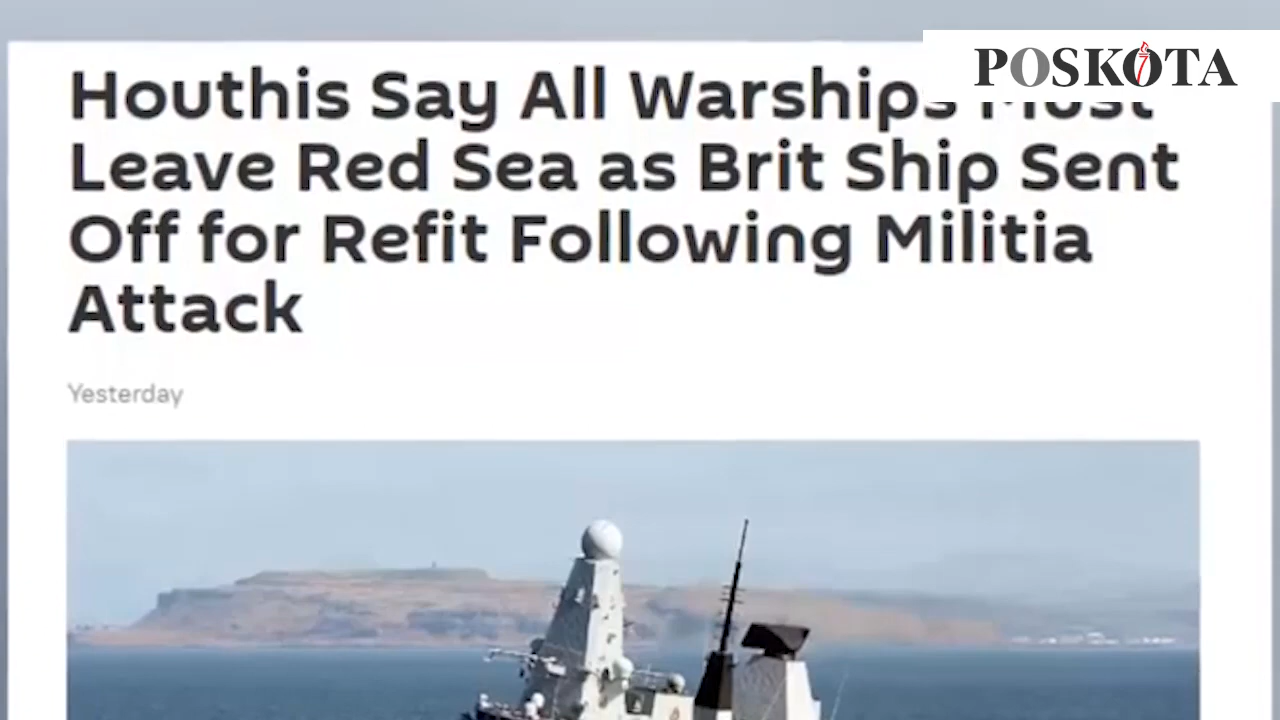 POSKOTA
Houthis Say All Warships Must
Leave Red Sea as Brit Ship Sent
Off for Refit Following Militia
Attack
Yesterday